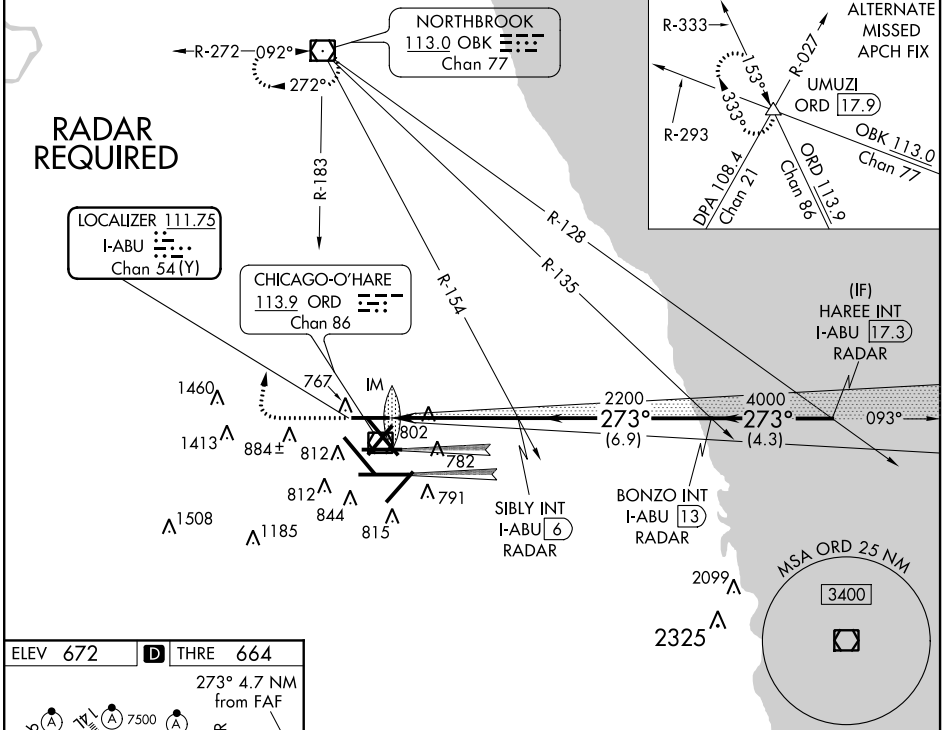 NORTHBROOK
113.0 OBK
Chan 77
R-272
092°
272°
RADAR
REQUIRED
R-183
LOCALIZER 111.75
I-ABU
Chan 54 (Y)
CHICAGO-O'HARE
113.9 ORD
Chan 86
R-154
R-135
R-128
ALTERNATE
MISSED
APCH FIX
R-333
R-027
153°
333°
UMUZI
ORD 17.9
R-293
OBK 113.0
Chan 77
DPA 108.4
Chan 21
ORD 113.9
Chan 86
(IF)
HAREE INT
I-ABU 17.3
RADAR
1460
767
IM
2200
4000
273°
273°
093°
(6.9)
(4.3)
802
1413
884±
812
782
812
844
815
791
1508
1185
SIBLY INT
I-ABU 6
RADAR
BONZO INT
I-ABU 13
RADAR
2099
2325
MSA ORD 25 NM
3400
ELEV 672
D
THRE 664
273° 4.7 NM
from FAF
A
14L
A
7500
A
R